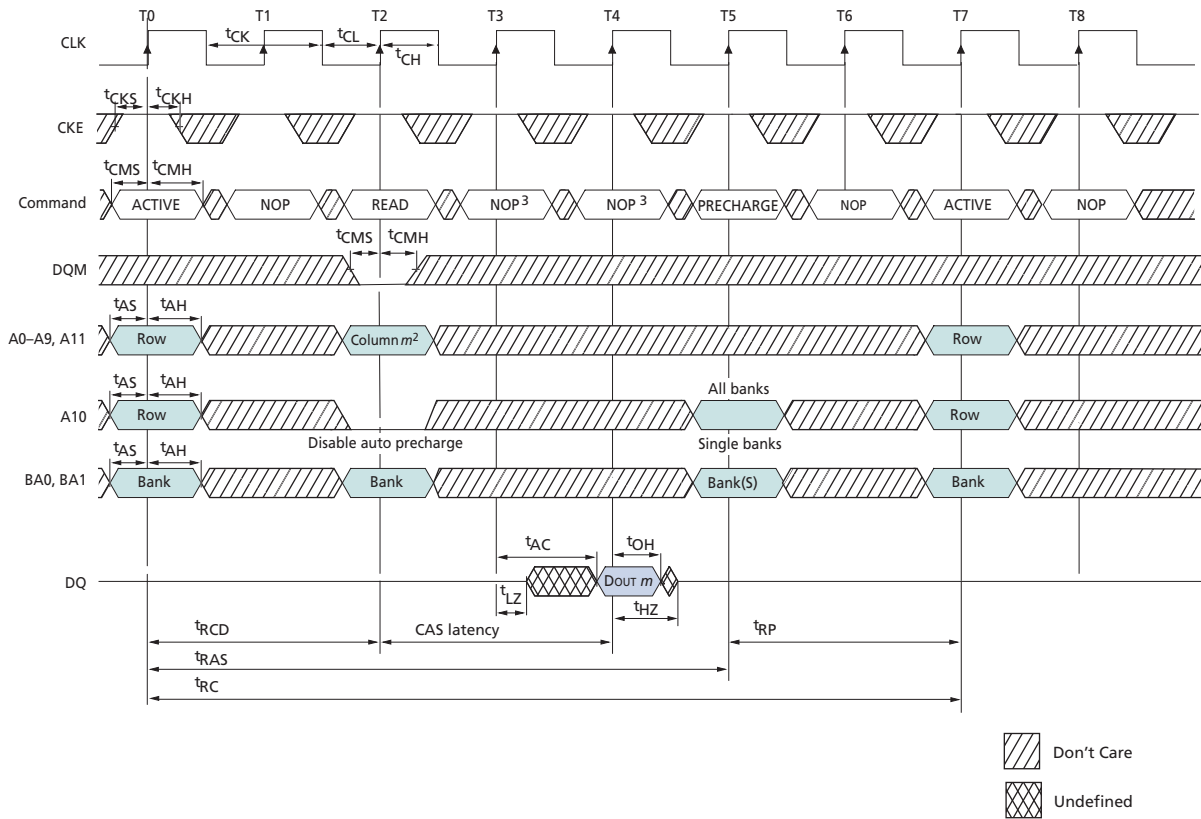 T0 T1 T2 T3 T4 T5 T6 T7 T8
CLK
tCK tCL
tCH
tCKS tCKH
CKE
tCMS tCMH
Command ACTIVE NOP READ NOP3 NOP3 PRECHARGE NOP ACTIVE NOP
tCMS tCMH
DQM
tAS tAH
A0–A9, A11 Row Column m2 Row
tAS tAH
All banks
A10 Row Row
Disable auto precharge Single banks
tAS tAH
BA0, BA1 Bank Bank Bank(S) Bank
tAC tOH
DQ DOUT m
tLZ tHZ
tRCD CAS latency tRP
tRAS
tRC
Don't Care
Undefined